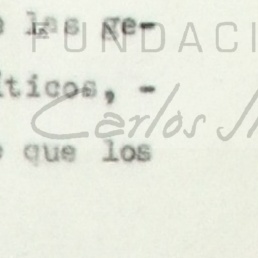 las ge-
FUNDACI
íticos, -
Carlos
que los